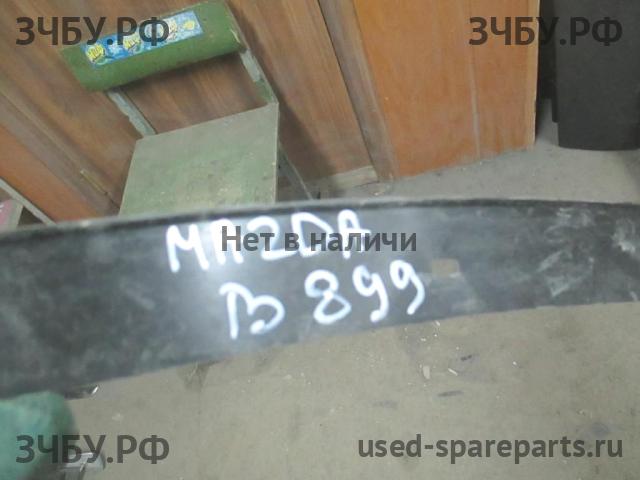 ЗЧБУ.РФ ЗЧБУ.РФ
MAZDA
Нет в наличи
B 899
ЗЧБУ.РФ used-spareparts.ru